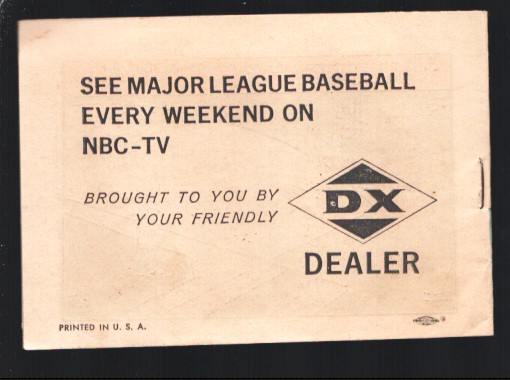 SEE MAJOR LEAGUE BASEBALL
EVERY WEEKEND ON
NBC-TV
BROUGHT TO YOU BY
YOUR FRIENDLY
DX
DEALER
PRINTED IN U. S. A.